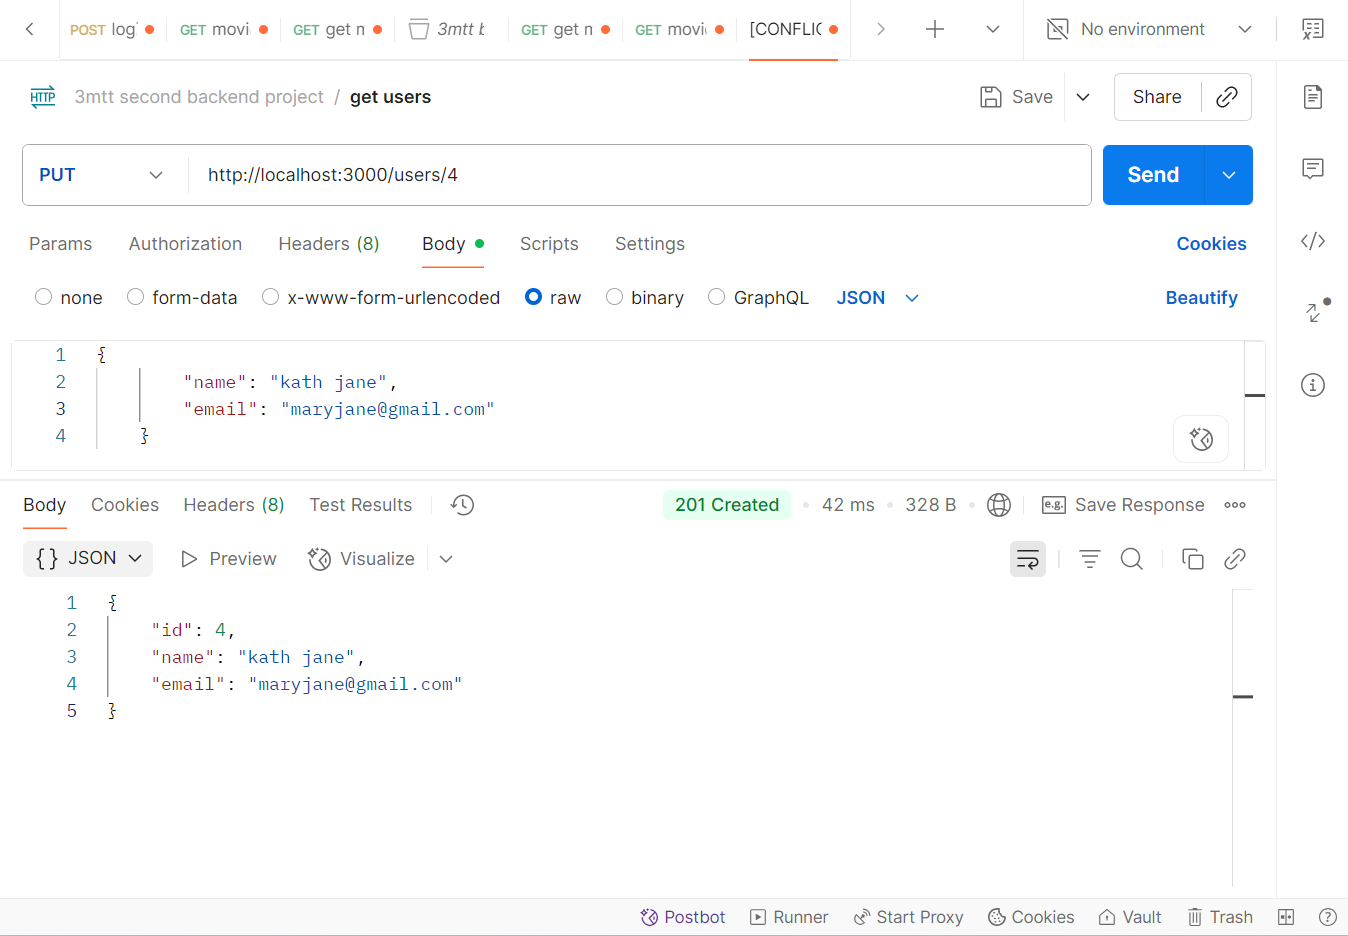 POST log GET movi GET get n 3mtt b GET get n GET movi [CONFLIC No environment
HTTP 3mtt second backend project / get users Save Share
PUT http://localhost:3000/users/4 Send
Params Authorization Headers (8) Body Scripts Settings Cookies
none form-data x-www-form-urlencoded raw binary GraphQL JSON Beautify
1 {
2 "name": "kath jane",
3 "email": "maryjane@gmail.com"
4 }
Body Cookies Headers (8) Test Results 201 Created 42 ms 328 B e.g. Save Response
{} JSON Preview Visualize
1 {
2 "id": 4,
3 "name": "kath jane",
4 "email": "maryjane@gmail.com"
5 }
Postbot Runner Start Proxy Cookies Vault Trash